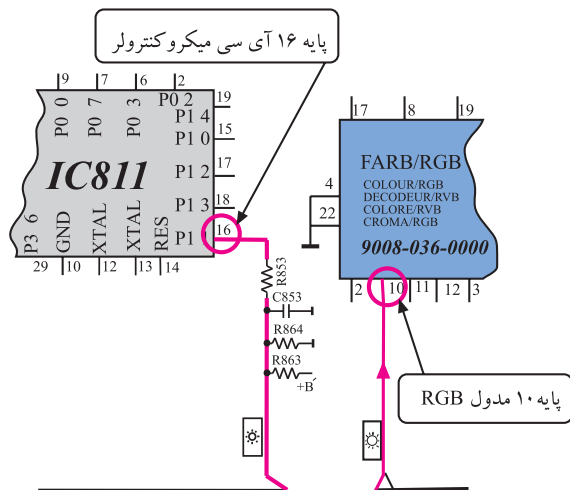 پایه ۱۶ آی سی میکروکنترولر
9 7 6 2
P0 0 P0 7 P0 3 P0 2 19
P1 4
P1 0 15
IC811
P1 2 17
P1 3 18
P1 1 16
P3 6 GND XTAL XTAL RES
29 10 12 13 14
R853
C853
R864
R863
+B´
17 8 19
FARB/RGB
4
COLOUR/RGB
DECODEUR/RVB
COLORE/RVB
22
CROMA/RGB
9008-036-0000
2 10 11 12 3
پایه ۱۰ مدول RGB